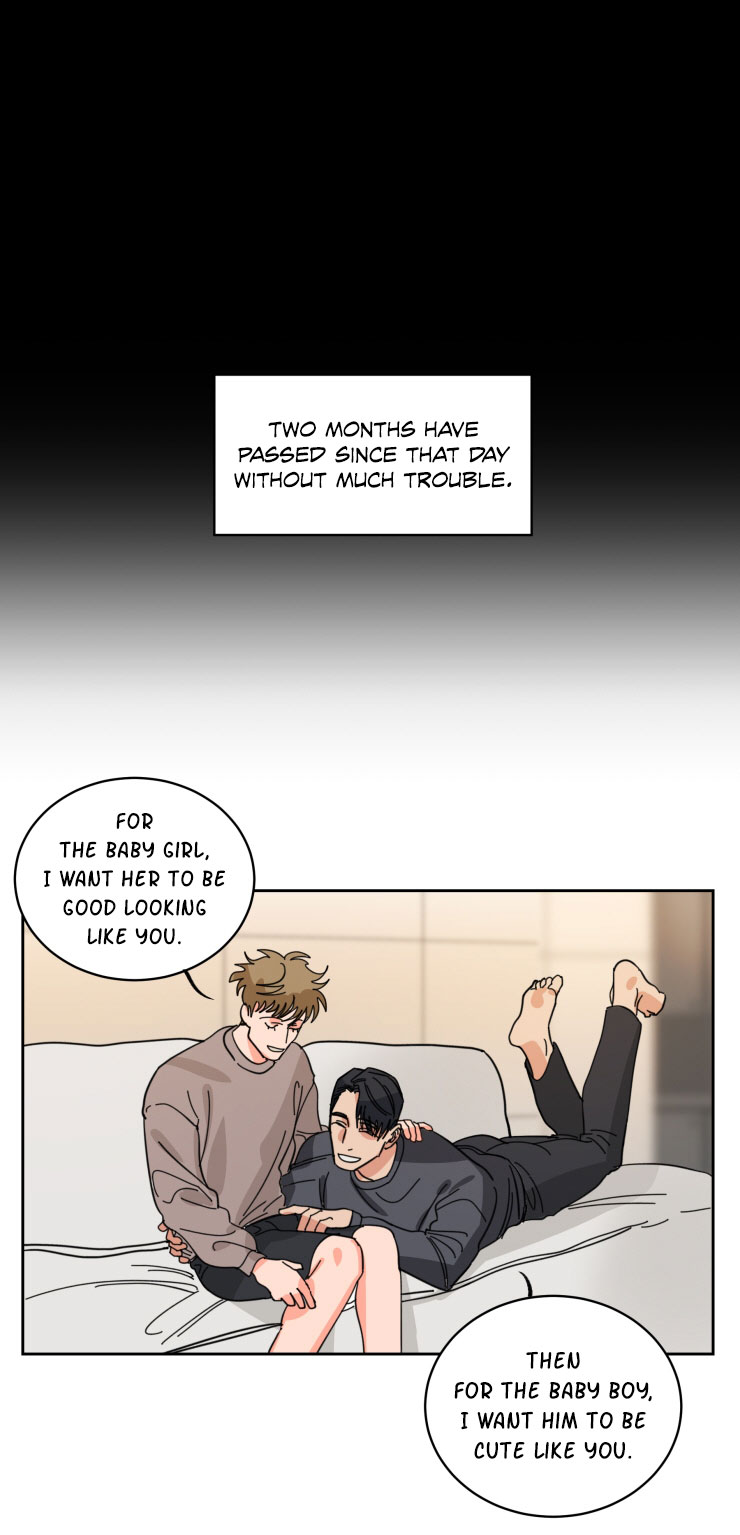 TWO MONTHS HAVE
PASSED SINCE THAT DAY
WITHOUT MUCH TROUBLE.
FOR
THE BABY GIRL,
I WANT HER TO BE
GOOD LOOKING
LIKE YOU.
THEN
FOR THE BABY BOY,
I WANT HIM TO BE
CUTE LIKE YOU.